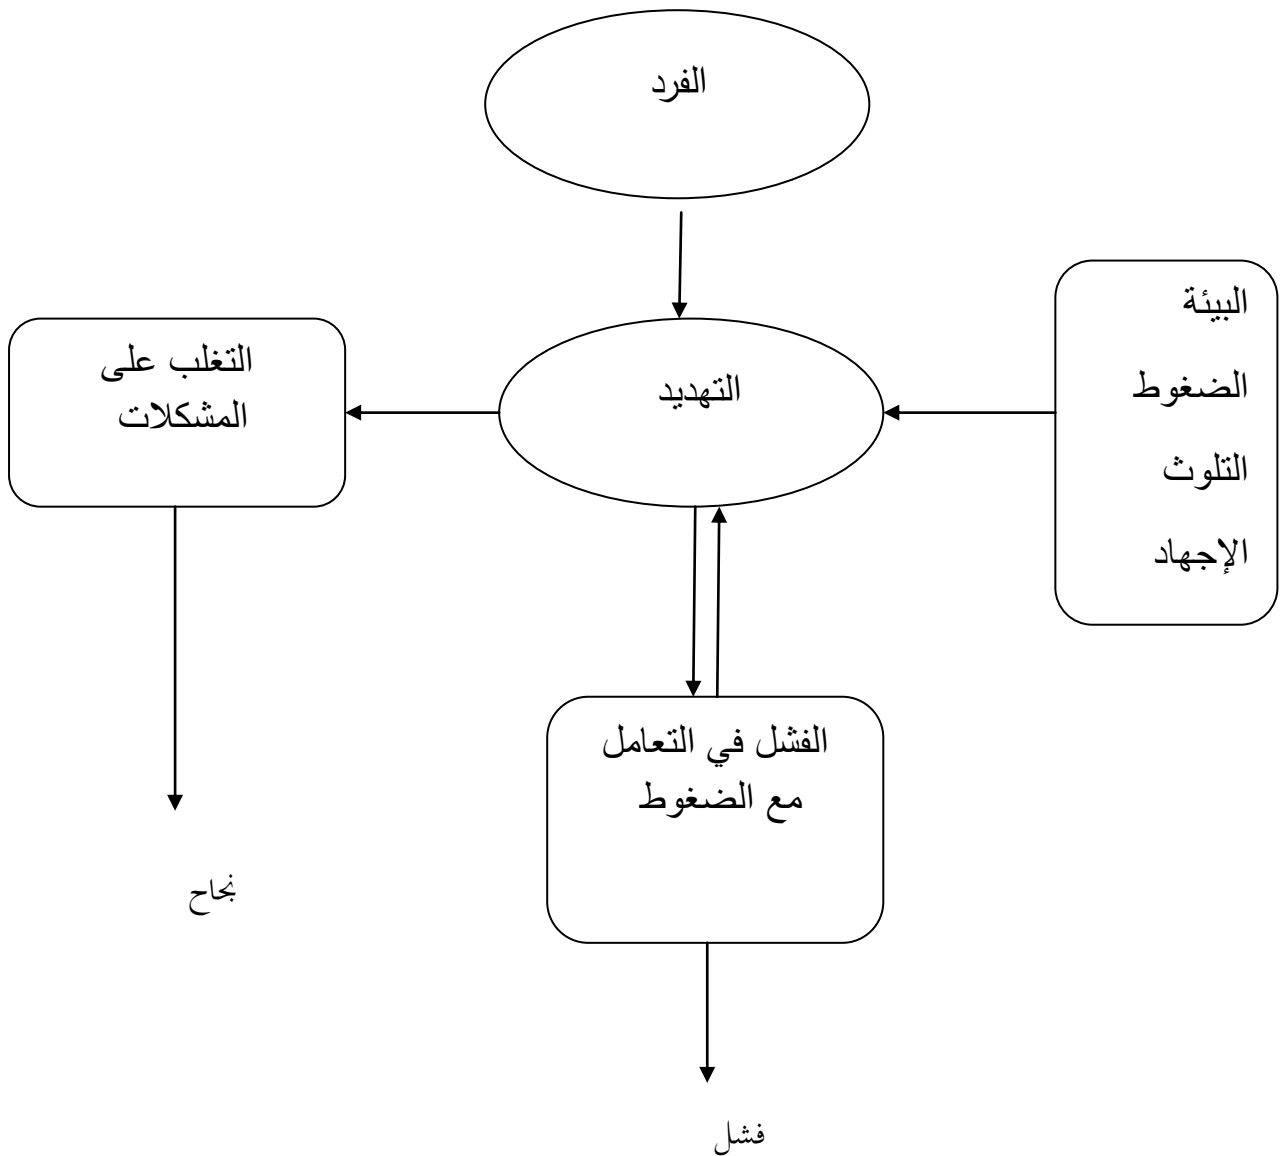 الفرد
البيئة
الضغوط
التلوث
الإجهاد
التهديد
التغلب على
المشكلات
الفشل في التعامل
مع الضغوط
نجاح
فشل